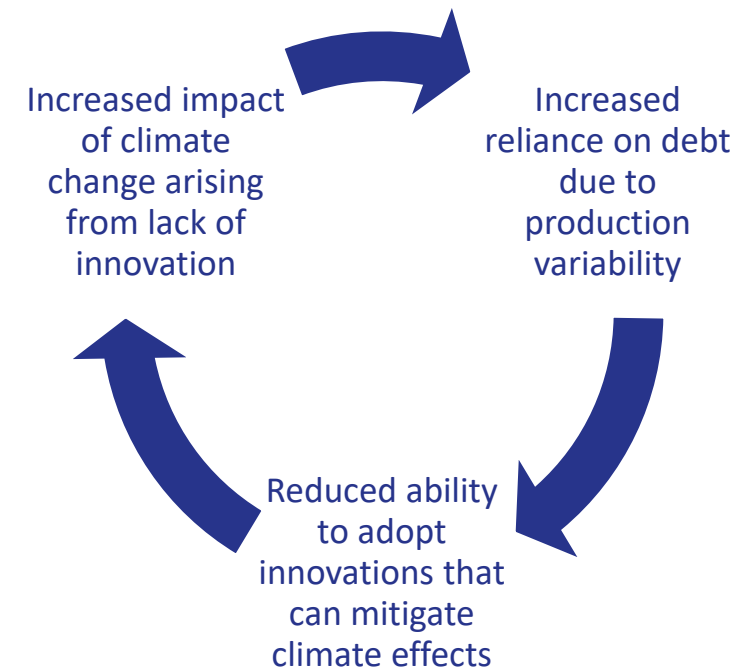 Increased impact
of climate
change arising
from lack of
innovation
Increased
reliance on debt
due to
production
variability
Reduced ability
to adopt
innovations that
can mitigate
climate effects